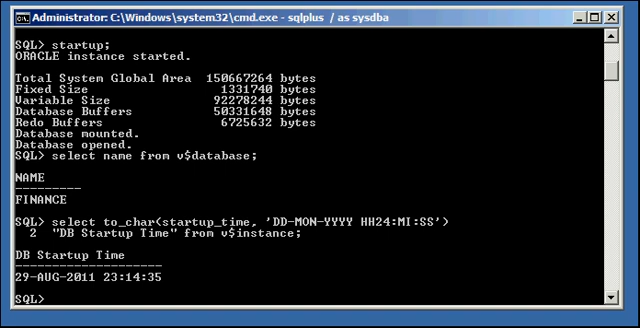 Administrator: C:\Windows\system32\cmd.exe - sqlplus  / as sysdba
SQL> startup;
ORACLE instance started.
Total System Global Area  150667264 bytes
Fixed Size                  1331740 bytes
Variable Size              92278244 bytes
Database Buffers           50331648 bytes
Redo Buffers                6725632 bytes
Database mounted.
Database opened.
SQL> select name from v$database;
NAME
---------
FINANCE
SQL> select to_char(startup_time, 'DD-MON-YYYY HH24:MI:SS')
  2  "DB Startup Time" from v$instance;
DB Startup Time
--------------------
29-AUG-2011 23:14:35
SQL>